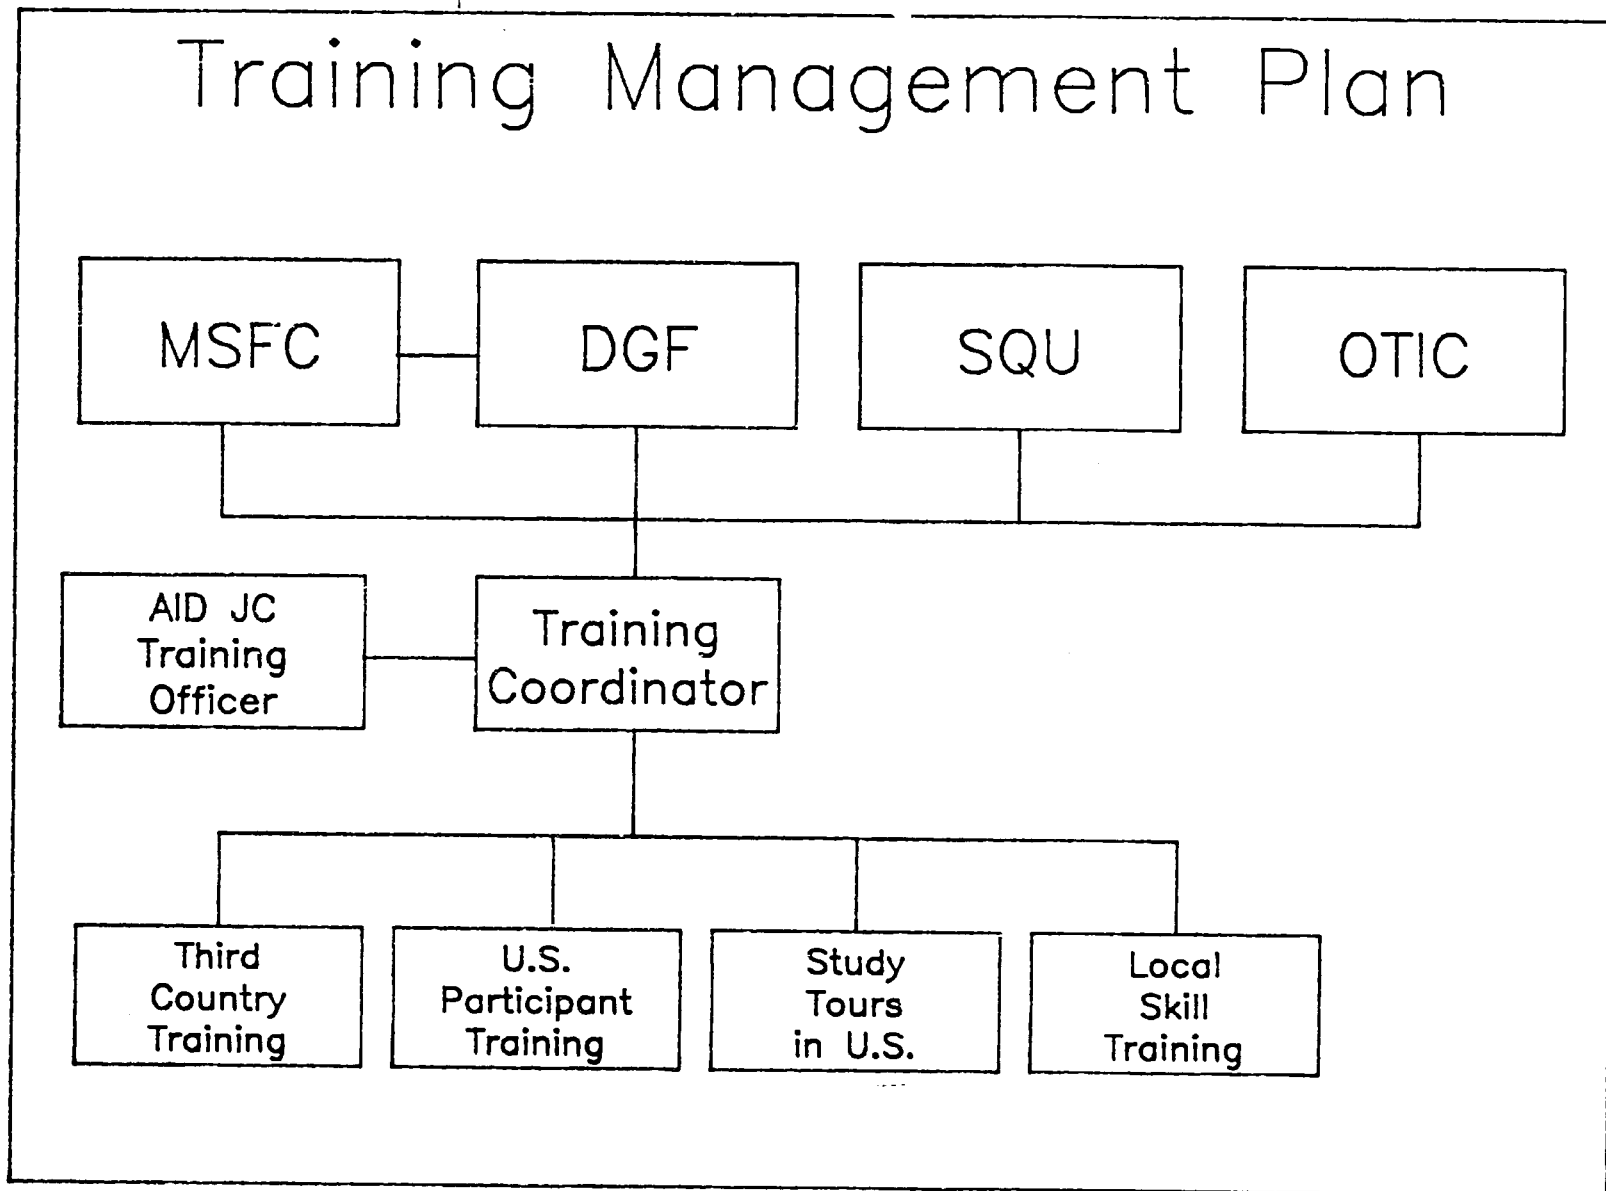 Training Management Plan
MSFC
DGF
SQU
OTIC
AID JC
Training
Officer
Training
Coordinator
Third
Country
Training
U.S.
Participant
Training
Study
Tours
in U.S.
Local
Skill
Training